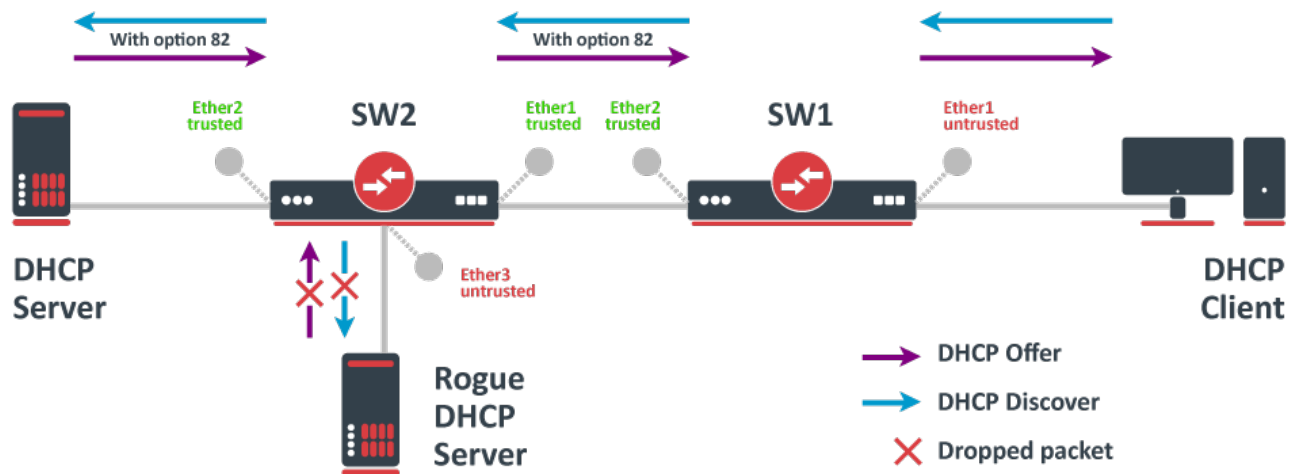 With option 82
With option 82
Ether2
trusted
SW2
Ether1
trusted
Ether2
trusted
SW1
Ether1
untrusted
DHCP
Server
Ether3
untrusted
DHCP
Client
Rogue
DHCP
Server
DHCP Offer
DHCP Discover
Dropped packet